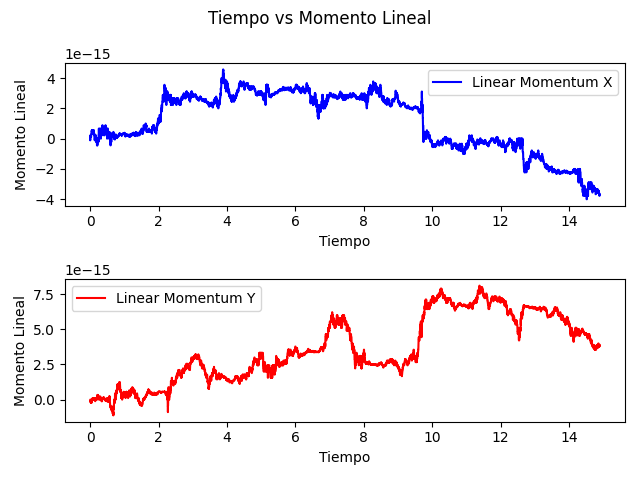 Tiempo vs Momento Lineal
1e−15
Momento Lineal
4
2
0
−2
−4
Linear Momentum X
0 2 4 6 8 10 12 14
Tiempo
1e−15
Momento Lineal
7.5
5.0
2.5
0.0
Linear Momentum Y
0 2 4 6 8 10 12 14
Tiempo